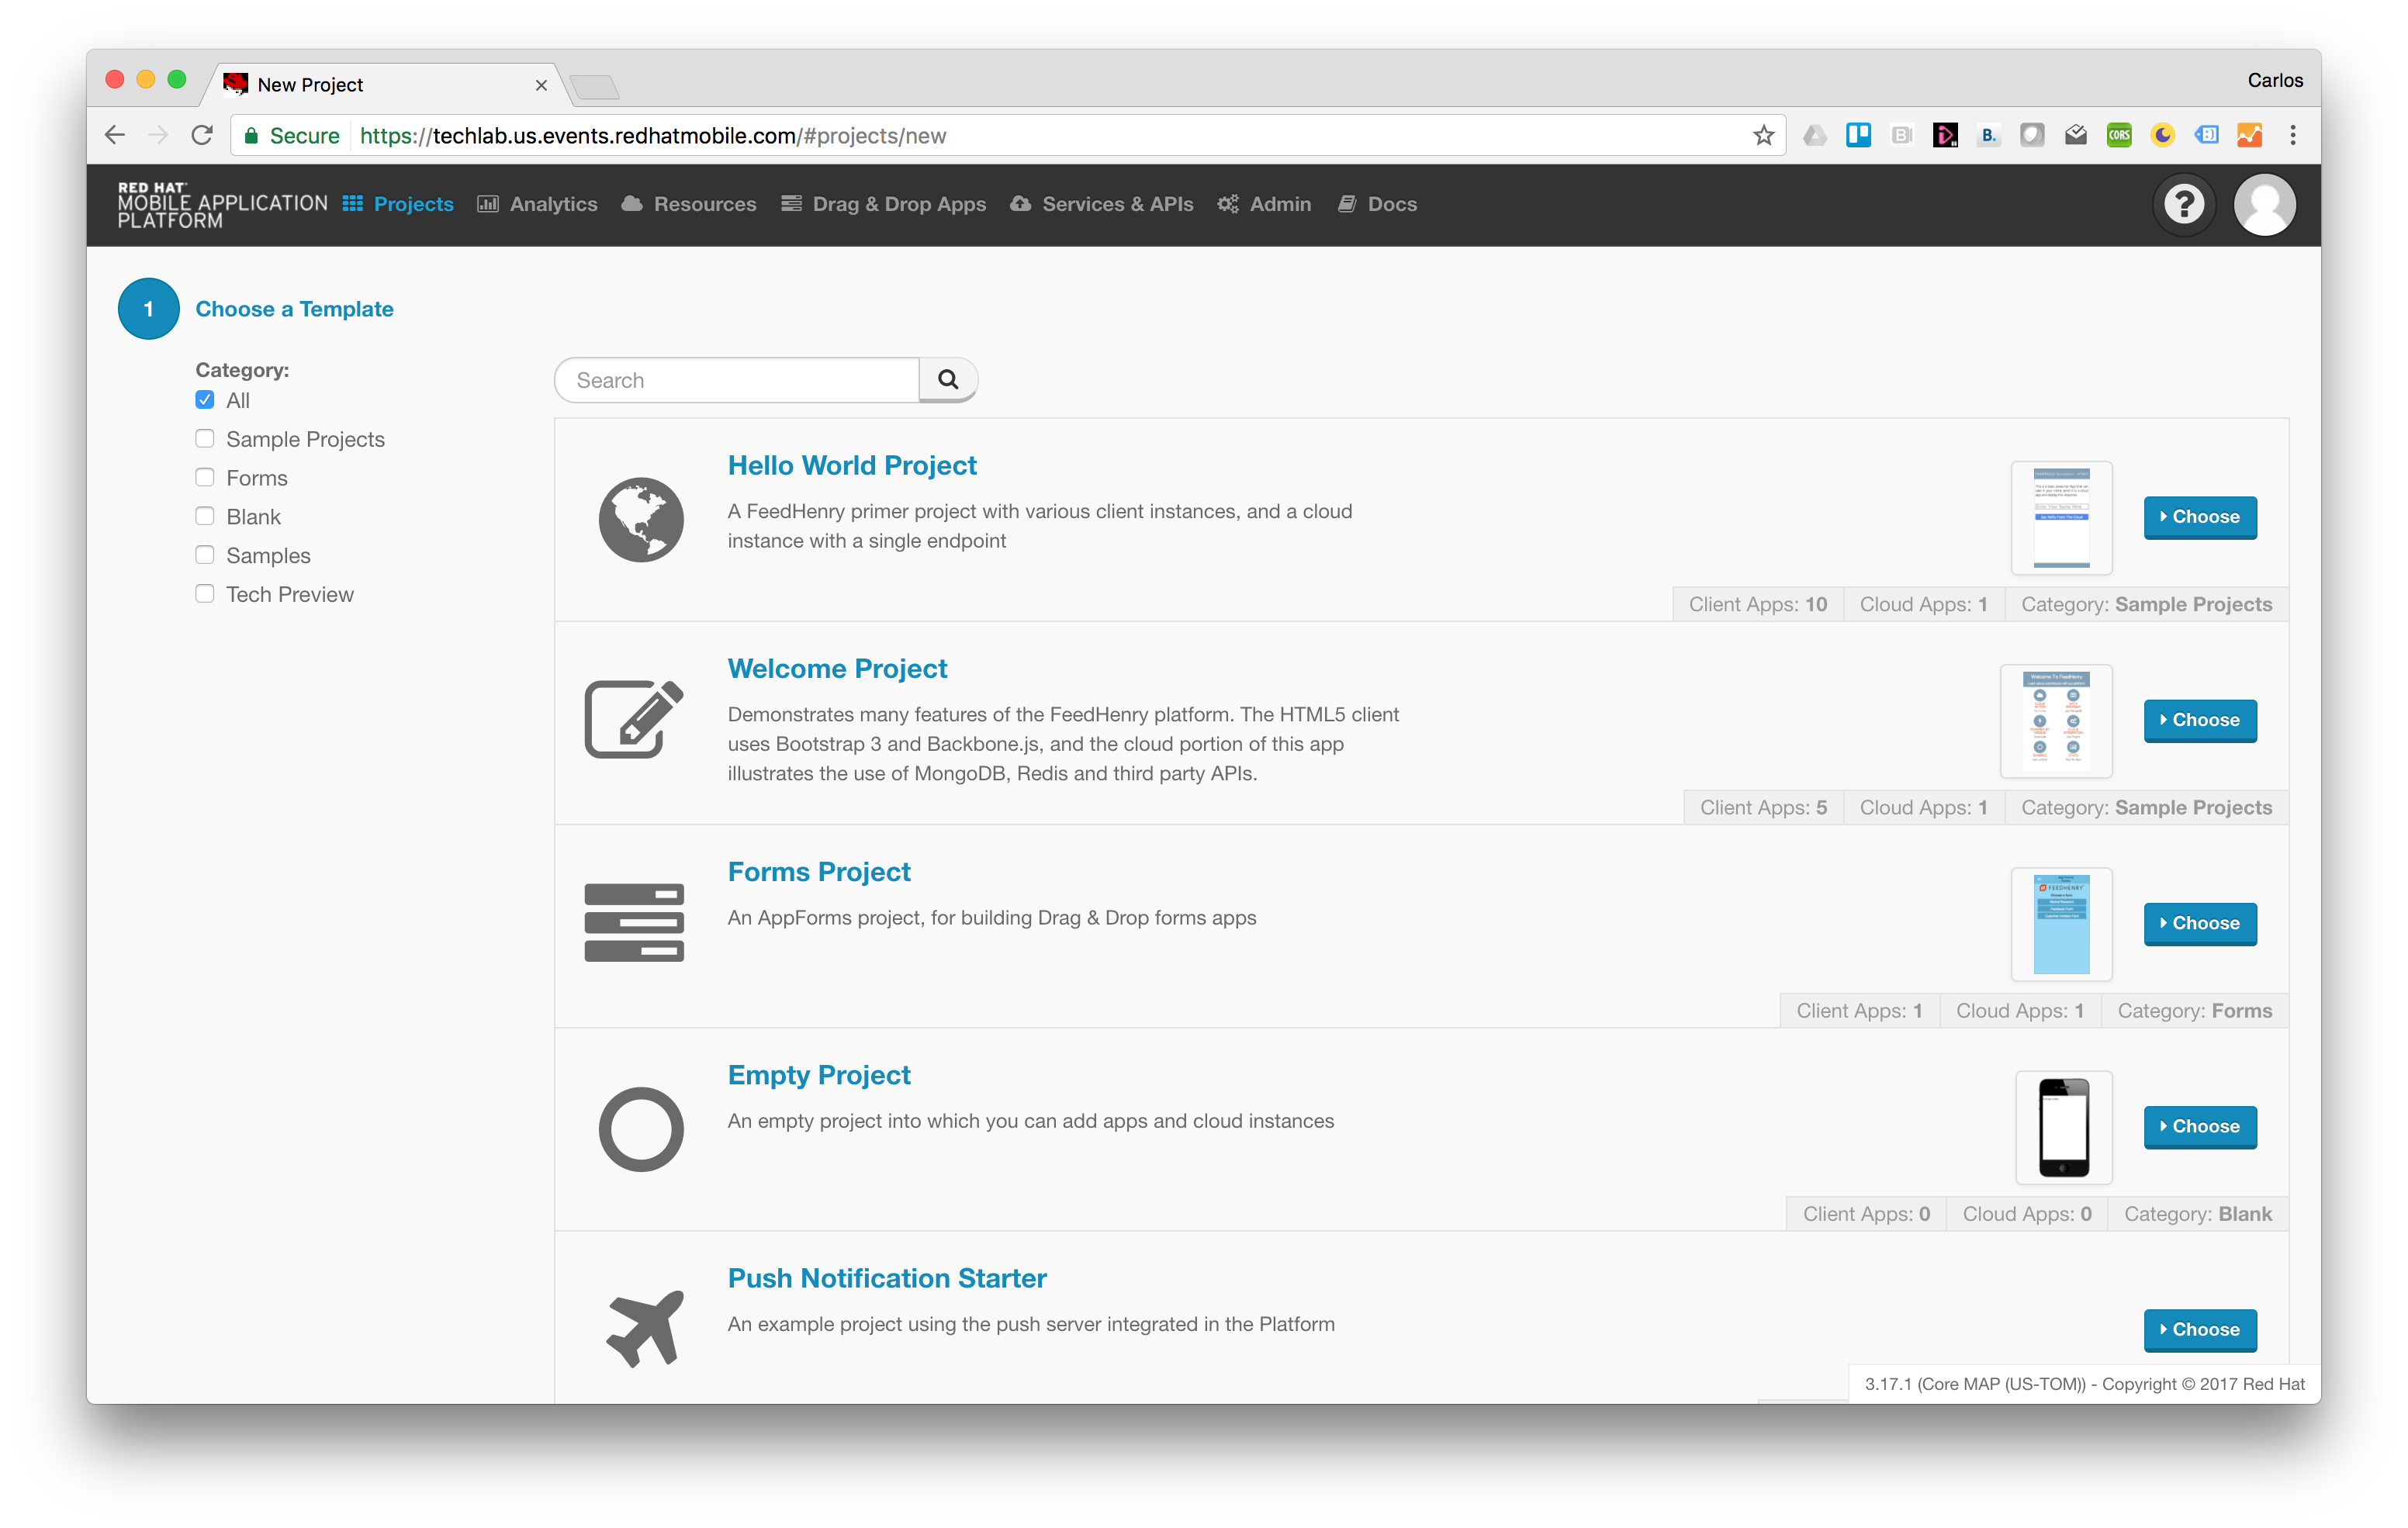 New Project
Carlos
Secure https://techlab.us.events.redhatmobile.com/#projects/new
CORS
B.
RED HAT
MOBILE APPLICATION
PLATFORM
Projects Analytics Resources Drag & Drop Apps Services & APIs Admin Docs
?
1 Choose a Template
Category:
All
Sample Projects
Forms
Blank
Samples
Tech Preview
Search
Hello World Project
A FeedHenry primer project with various client instances, and a cloud
instance with a single endpoint
Choose
Client Apps: 10 Cloud Apps: 1 Category: Sample Projects
Welcome Project
Demonstrates many features of the FeedHenry platform. The HTML5 client
uses Bootstrap 3 and Backbone.js, and the cloud portion of this app
illustrates the use of MongoDB, Redis and third party APIs.
Welcome To FeedHenry
Choose
Client Apps: 5 Cloud Apps: 1 Category: Sample Projects
Forms Project
An AppForms project, for building Drag & Drop forms apps
FEEDHENRY
Choose
Client Apps: 1 Cloud Apps: 1 Category: Forms
Empty Project
An empty project into which you can add apps and cloud instances
Choose
Client Apps: 0 Cloud Apps: 0 Category: Blank
Push Notification Starter
An example project using the push server integrated in the Platform
Choose
3.17.1 (Core MAP (US-TOM)) - Copyright © 2017 Red Hat